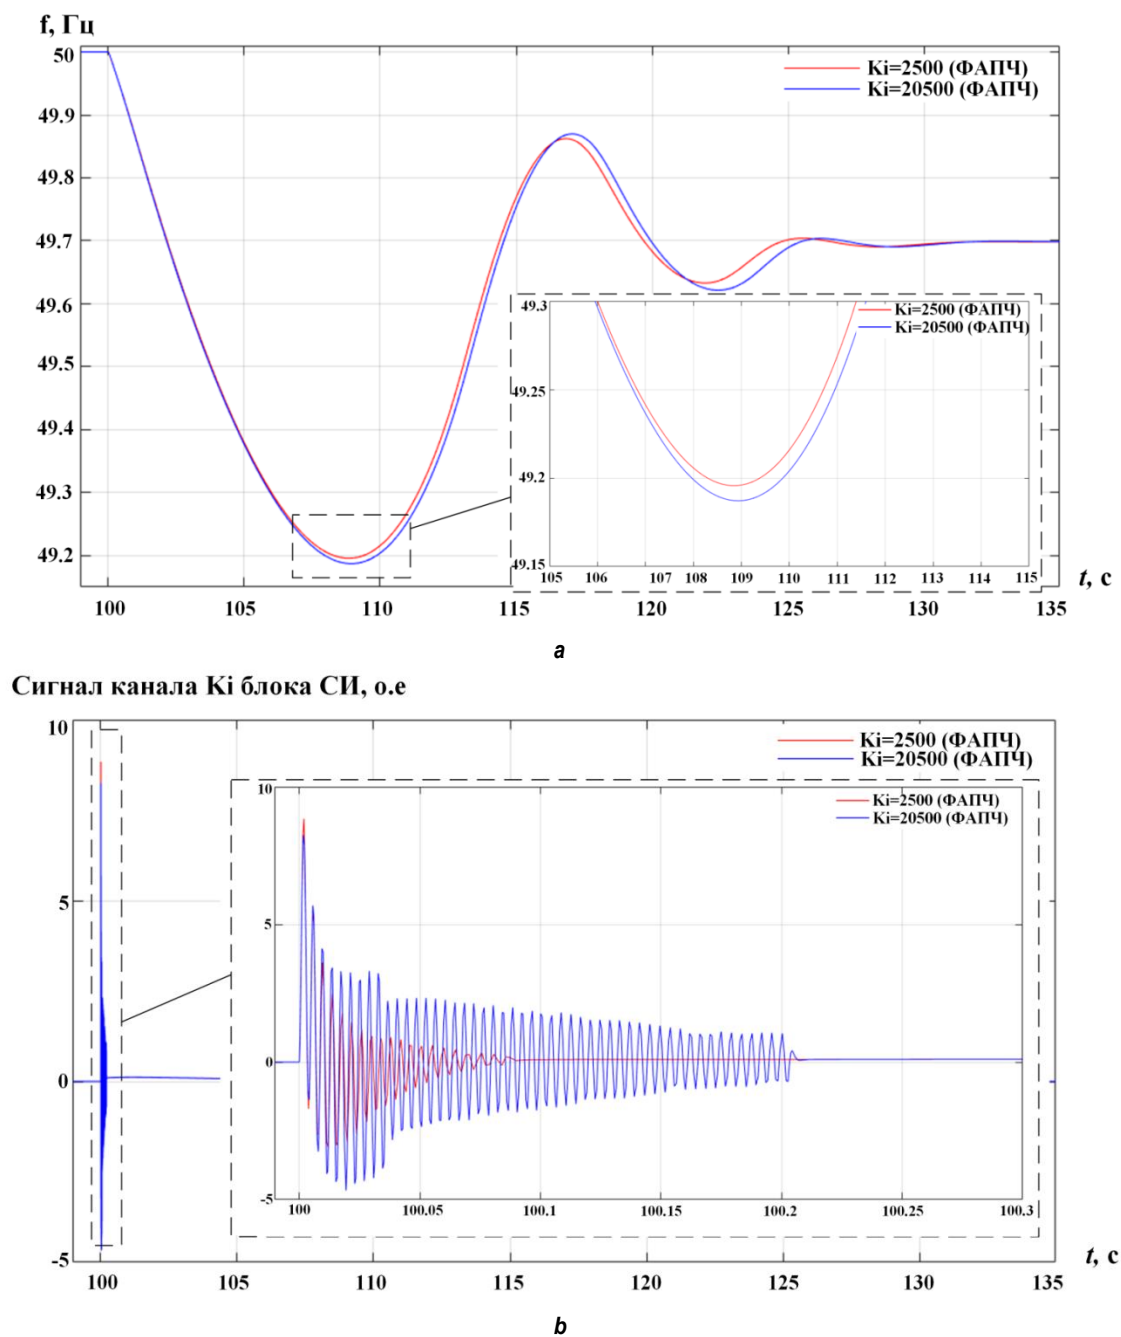 f, Гц
50
49.9
49.8
49.7
49.6
49.5
49.4
49.3
49.2
Ki=2500 (ФАПЧ)
Ki=20500 (ФАПЧ)
49.3
49.25
49.2
49.15
Ki=2500 (ФАПЧ)
Ki=20500 (ФАПЧ)
105 106 107 108 109 110 111 112 113 114 115
t, с
100 105 110 115 120 125 130 135
a
Сигнал канала Ki блока СИ, о.е
10
5
0
-5
Ki=2500 (ФАПЧ)
Ki=20500 (ФАПЧ)
10
5
0
-5
Ki=2500 (ФАПЧ)
Ki=20500 (ФАПЧ)
100 100.05 100.1 100.15 100.2 100.25 100.3
t, с
100 105 110 115 120 125 130 135
b